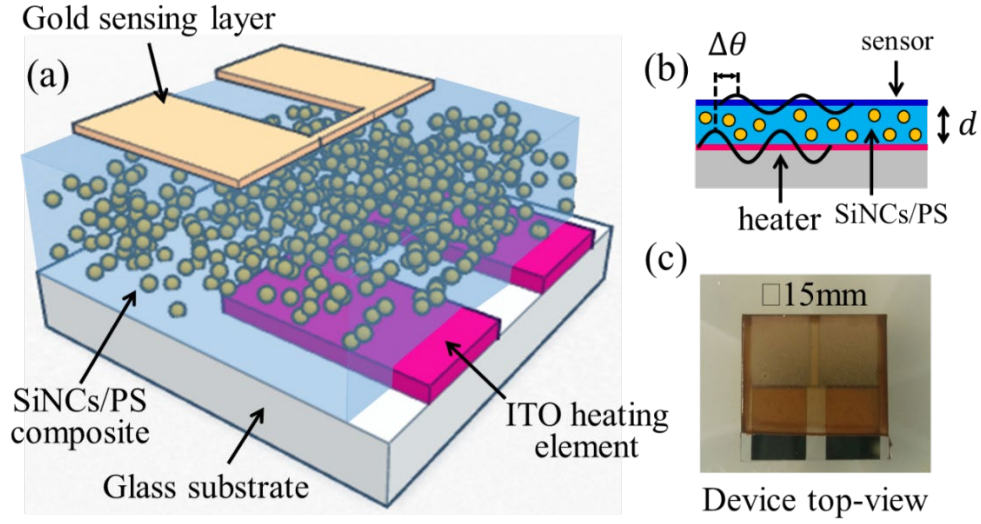 Gold sensing layer
(a)
SiNCs/PS
composite
Glass substrate
ITO heating
element
(b)
Δθ
sensor
d
heater
SiNCs/PS
(c)
□15mm
Device top-view